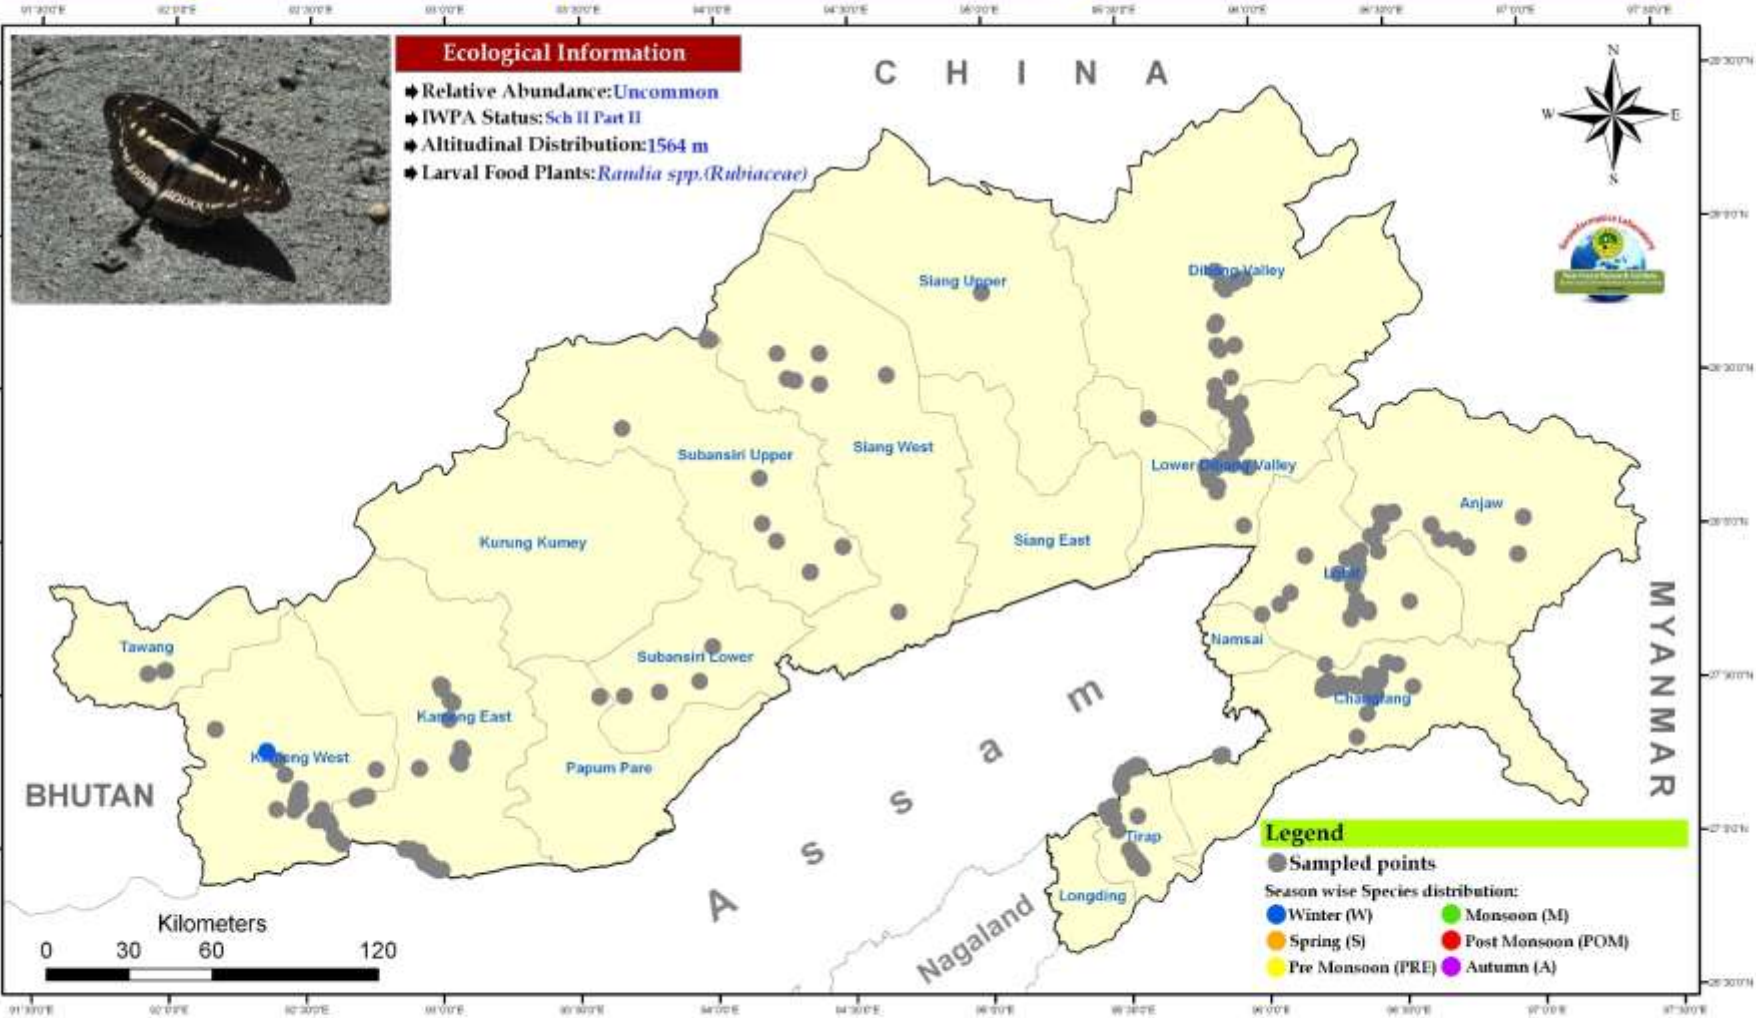 Ecological Information
Relative Abundance:Uncommon
IWPA Status: Sch II Part II
Altitudinal Distribution:1564 m
Larval Food Plants:Randia spp.(Rubiaceae)
C H I N A
N
W E
S
Dibang Valley
Siang Upper
Subansiri Upper
Siang West
Lower Dibang Valley
Anjaw
Kurung Kumey
Siang East
Lohit
Tawang
Subansiri Lower
Namsai
MYANMAR
Kameng East
Changlang
Kameng West
Papum Pare
BHUTAN
Assam
Tirap
Longding
Nagaland
Legend
Sampled points
Season wise Species distribution:
Winter (W)
Monsoon (M)
Spring (S)
Post Monsoon (POM)
Pre Monsoon (PRE)
Autumn (A)
Kilometers
0 30 60 120